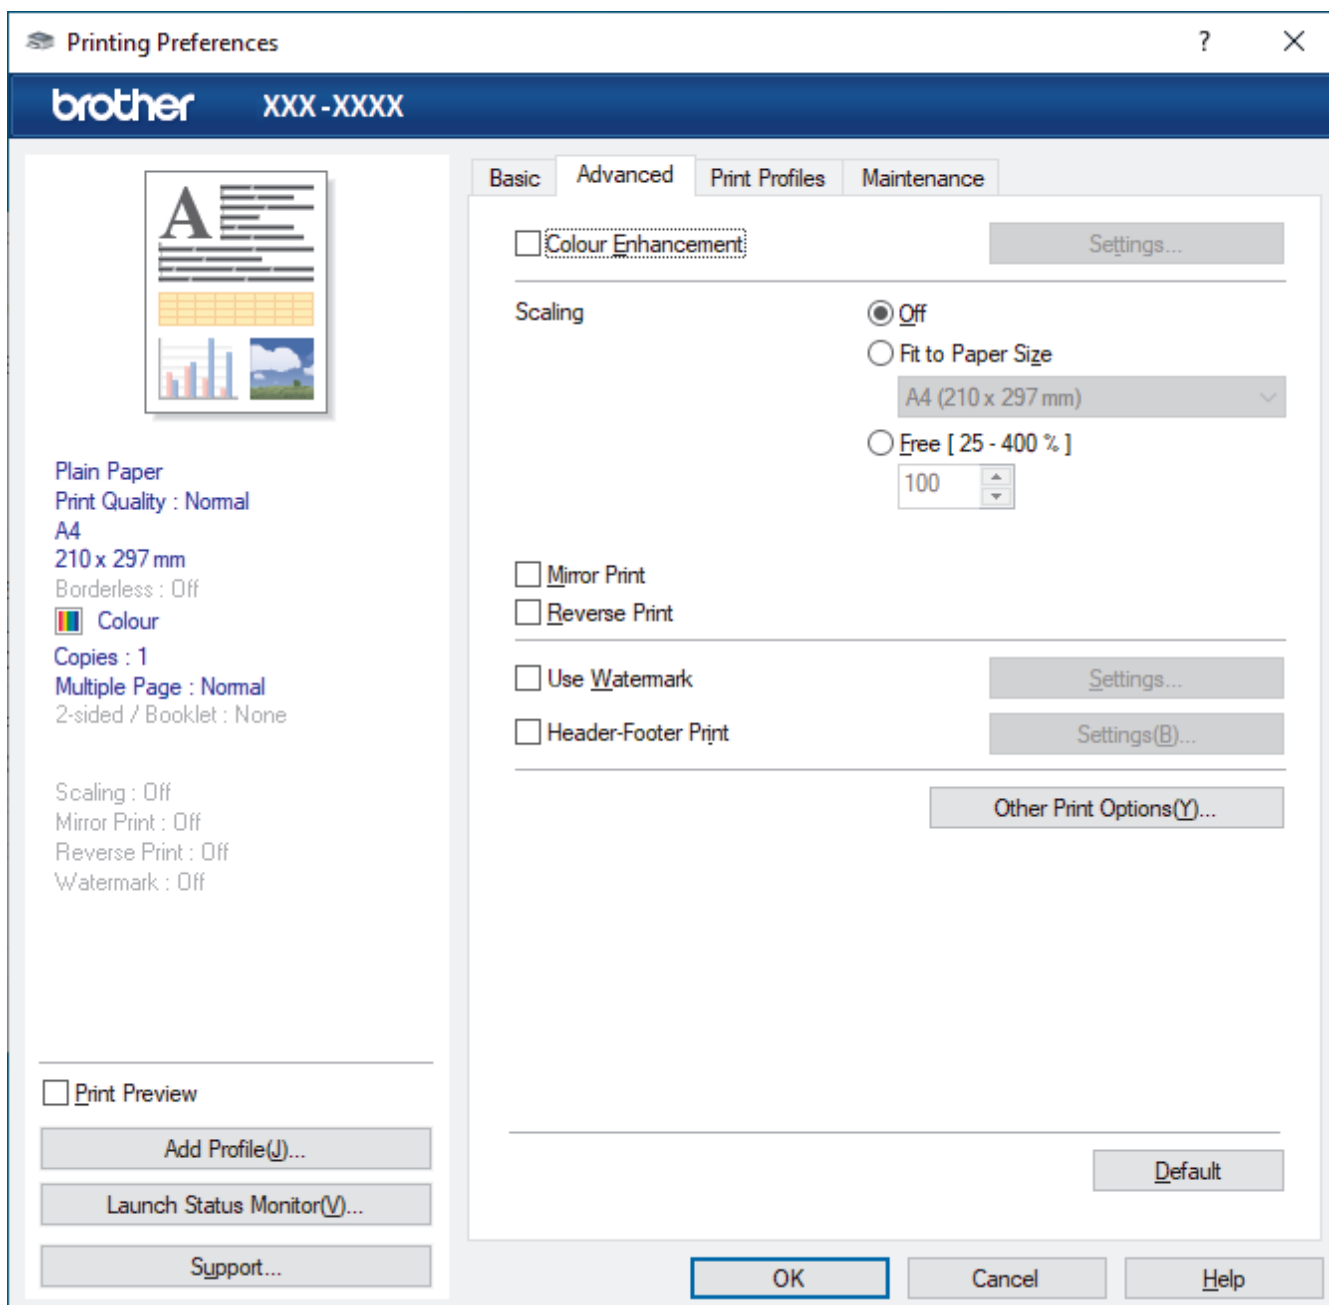 Printing Preferences
?
brother XXX-XXXX
Plain Paper
Print Quality : Normal
A4
210 x 297 mm
Borderless : Off
Colour
Copies : 1
Multiple Page : Normal
2-sided / Booklet : None
Scaling : Off
Mirror Print : Off
Reverse Print : Off
Watermark : Off
Print Preview
Add Profile(J)...
Launch Status Monitor(V)...
Support...
Basic Advanced Print Profiles Maintenance
Colour Enhancement Settings...
Scaling Off
Fit to Paper Size
A4 (210 x 297 mm)
Free [ 25 - 400 % ]
100
Mirror Print
Reverse Print
Use Watermark Settings...
Header-Footer Print Settings(B)...
Other Print Options(Y)...
Default
OK Cancel Help
A